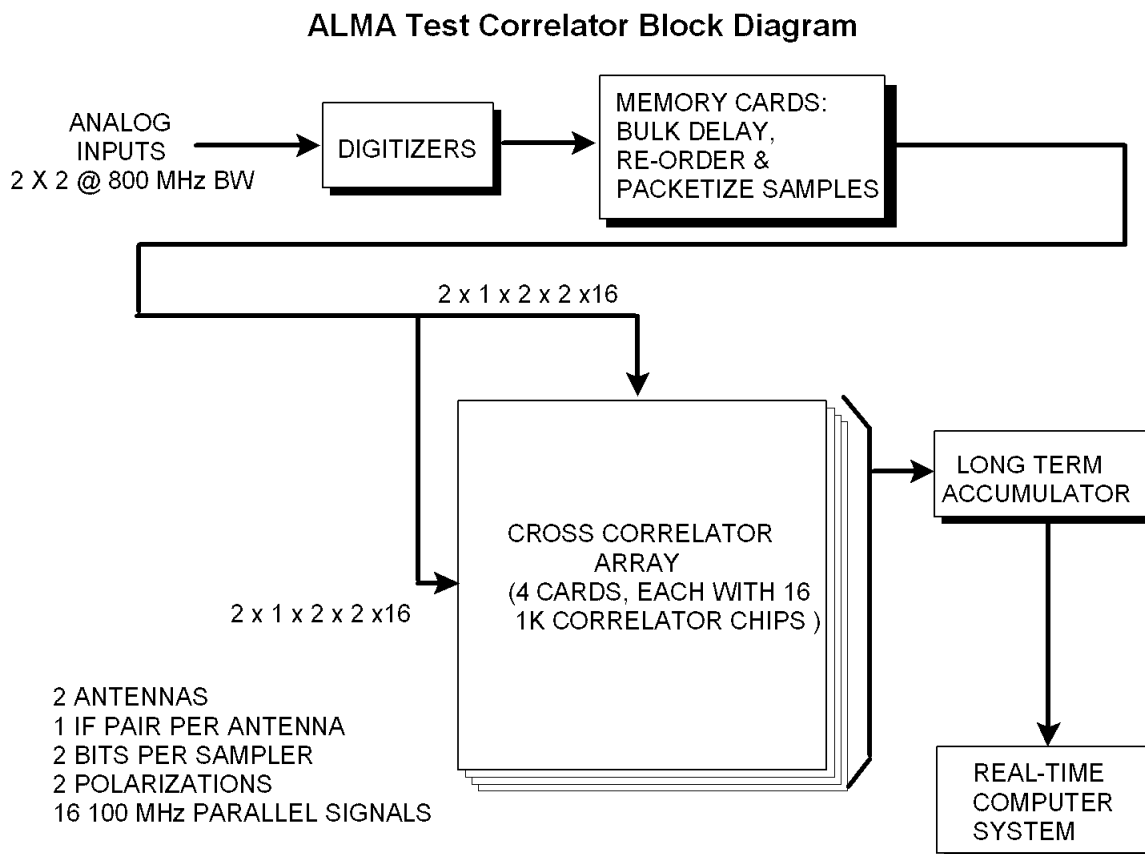 ALMA Test Correlator Block Diagram
ANALOG
INPUTS
2 X 2 @ 800 MHz BW
DIGITIZERS
MEMORY CARDS:
BULK DELAY,
RE-ORDER &
PACKETIZE SAMPLES
2 x 1 x 2 x 2 x16
CROSS CORRELATOR
ARRAY
(4 CARDS, EACH WITH 16
1K CORRELATOR CHIPS )
2 x 1 x 2 x 2 x16
LONG TERM
ACCUMULATOR
2 ANTENNAS
1 IF PAIR PER ANTENNA
2 BITS PER SAMPLER
2 POLARIZATIONS
16 100 MHz PARALLEL SIGNALS
REAL-TIME
COMPUTER
SYSTEM